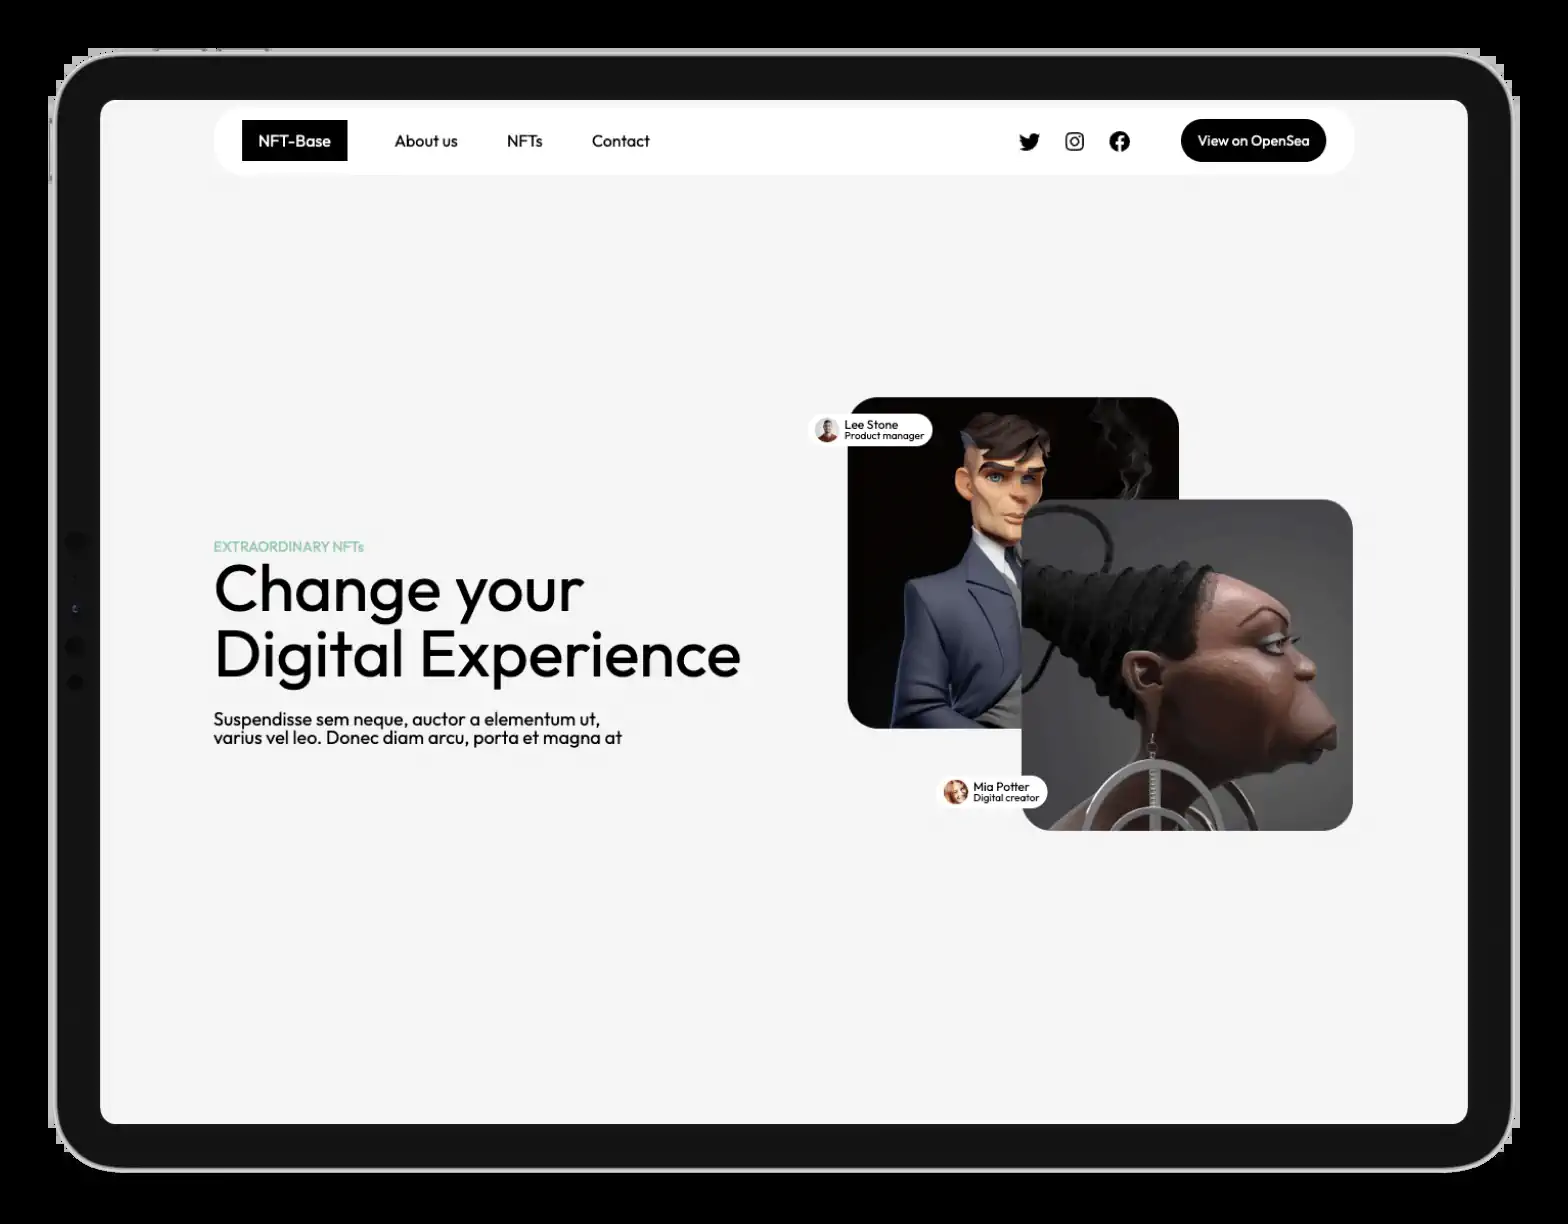 NFT-Base
About us
NFTs
Contact
View on OpenSea
Lee Stone
Product manager
EXTRAORDINARY NFTs
Change your
Digital Experience
Suspendisse sem neque, auctor a elementum ut,
varius vel leo. Donec diam arcu, porta et magna at
Mia Potter
Digital creator